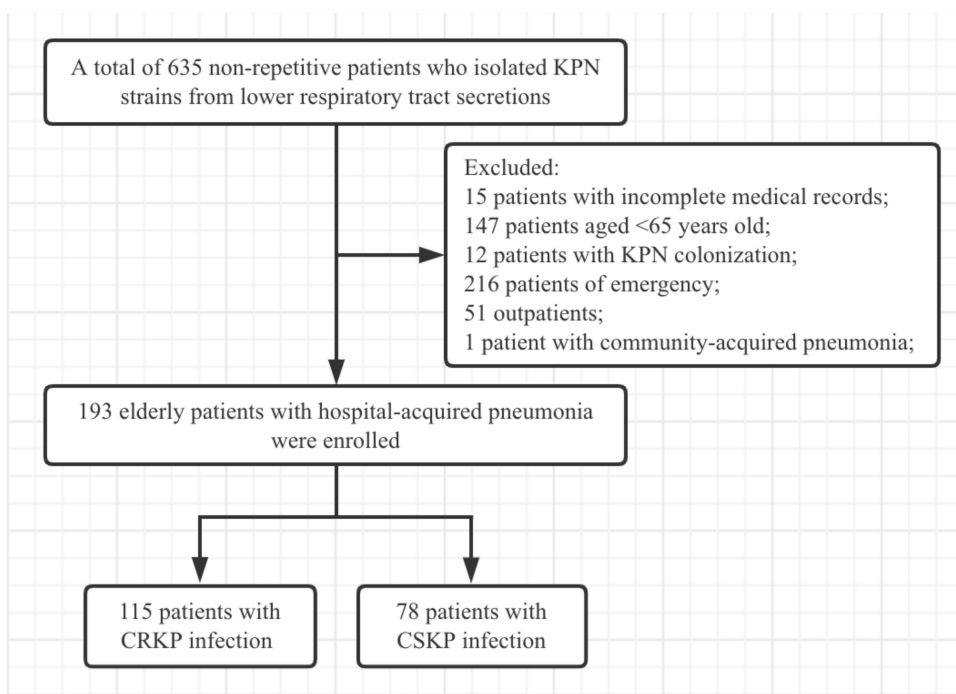 A total of 635 non-repetitive patients who isolated KPN
strains from lower respiratory tract secretions
Excluded:
15 patients with incomplete medical records;
147 patients aged <65 years old;
12 patients with KPN colonization;
216 patients of emergency;
51 outpatients;
1 patient with community-acquired pneumonia;
193 elderly patients with hospital-acquired pneumonia
were enrolled
115 patients with
CRKP infection
78 patients with
CSKP infection